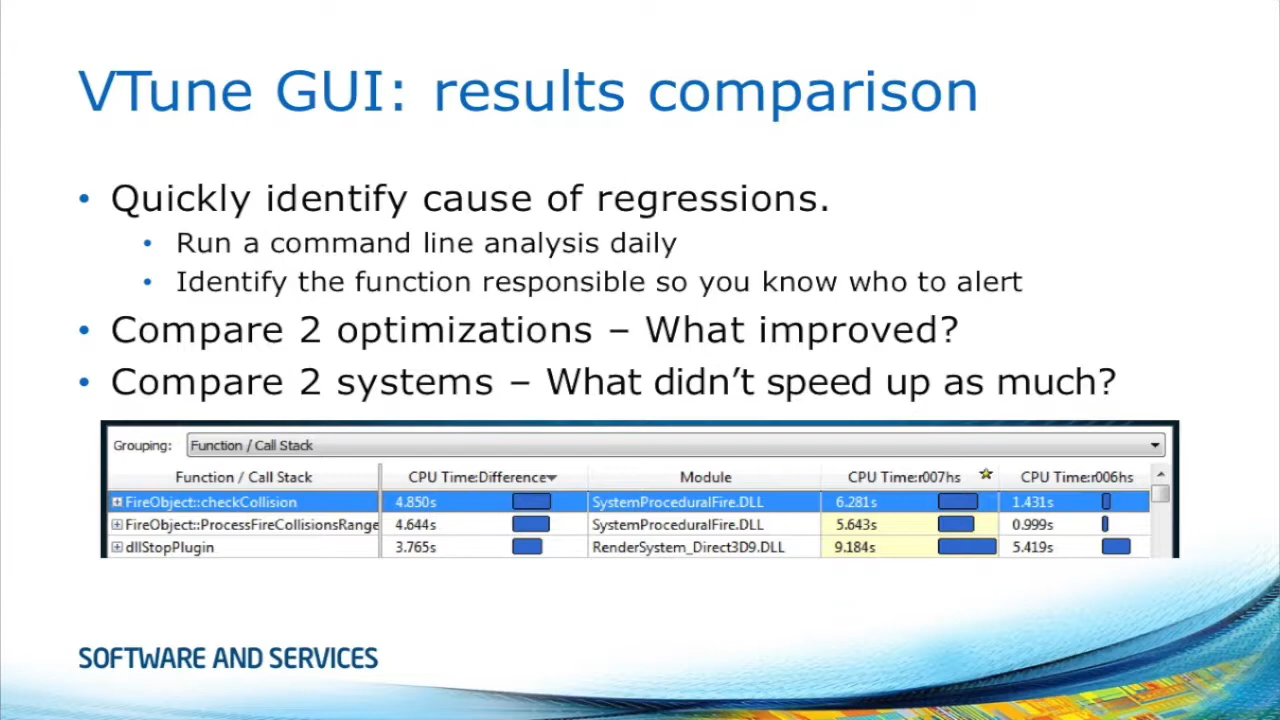 VTune GUI: results comparison
• Quickly identify cause of regressions.
• Run a command line analysis daily
• Identify the function responsible so you know who to alert
• Compare 2 optimizations – What improved?
• Compare 2 systems – What didn’t speed up as much?
Grouping: Function / Call Stack
Function / Call Stack CPU Time:Difference Module CPU Time:r007hs CPU Time:r006hs
FireObject::checkCollision 4.850s SystemProceduralFire.DLL 6.281s 1.431s
FireObject::ProcessFireCollisionsRange 4.644s SystemProceduralFire.DLL 5.643s 0.999s
dllStopPlugin 3.765s RenderSystem_Direct3D9.DLL 9.184s 5.419s
SOFTWARE AND SERVICES